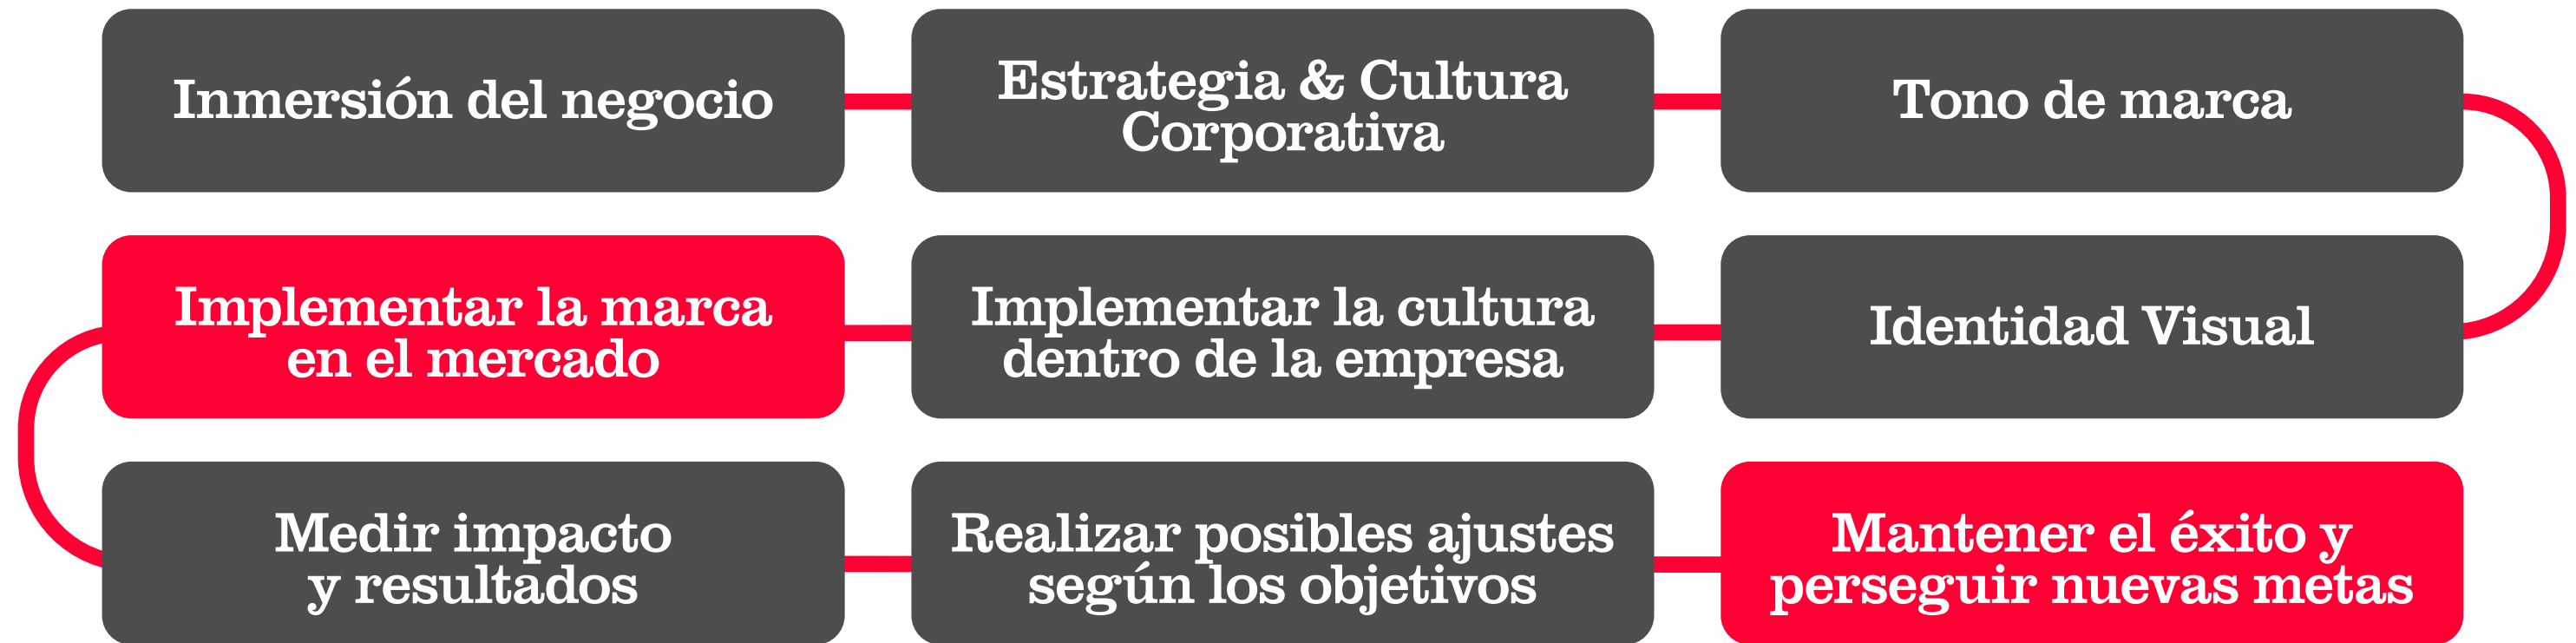 Inmersión del negocio
Estrategia & Cultura
Corporativa
Tono de marca
Implementar la marca
en el mercado
Implementar la cultura
dentro de la empresa
Identidad Visual
Medir impacto
y resultados
Realizar posibles ajustes
según los objetivos
Mantener el éxito y
perseguir nuevas metas